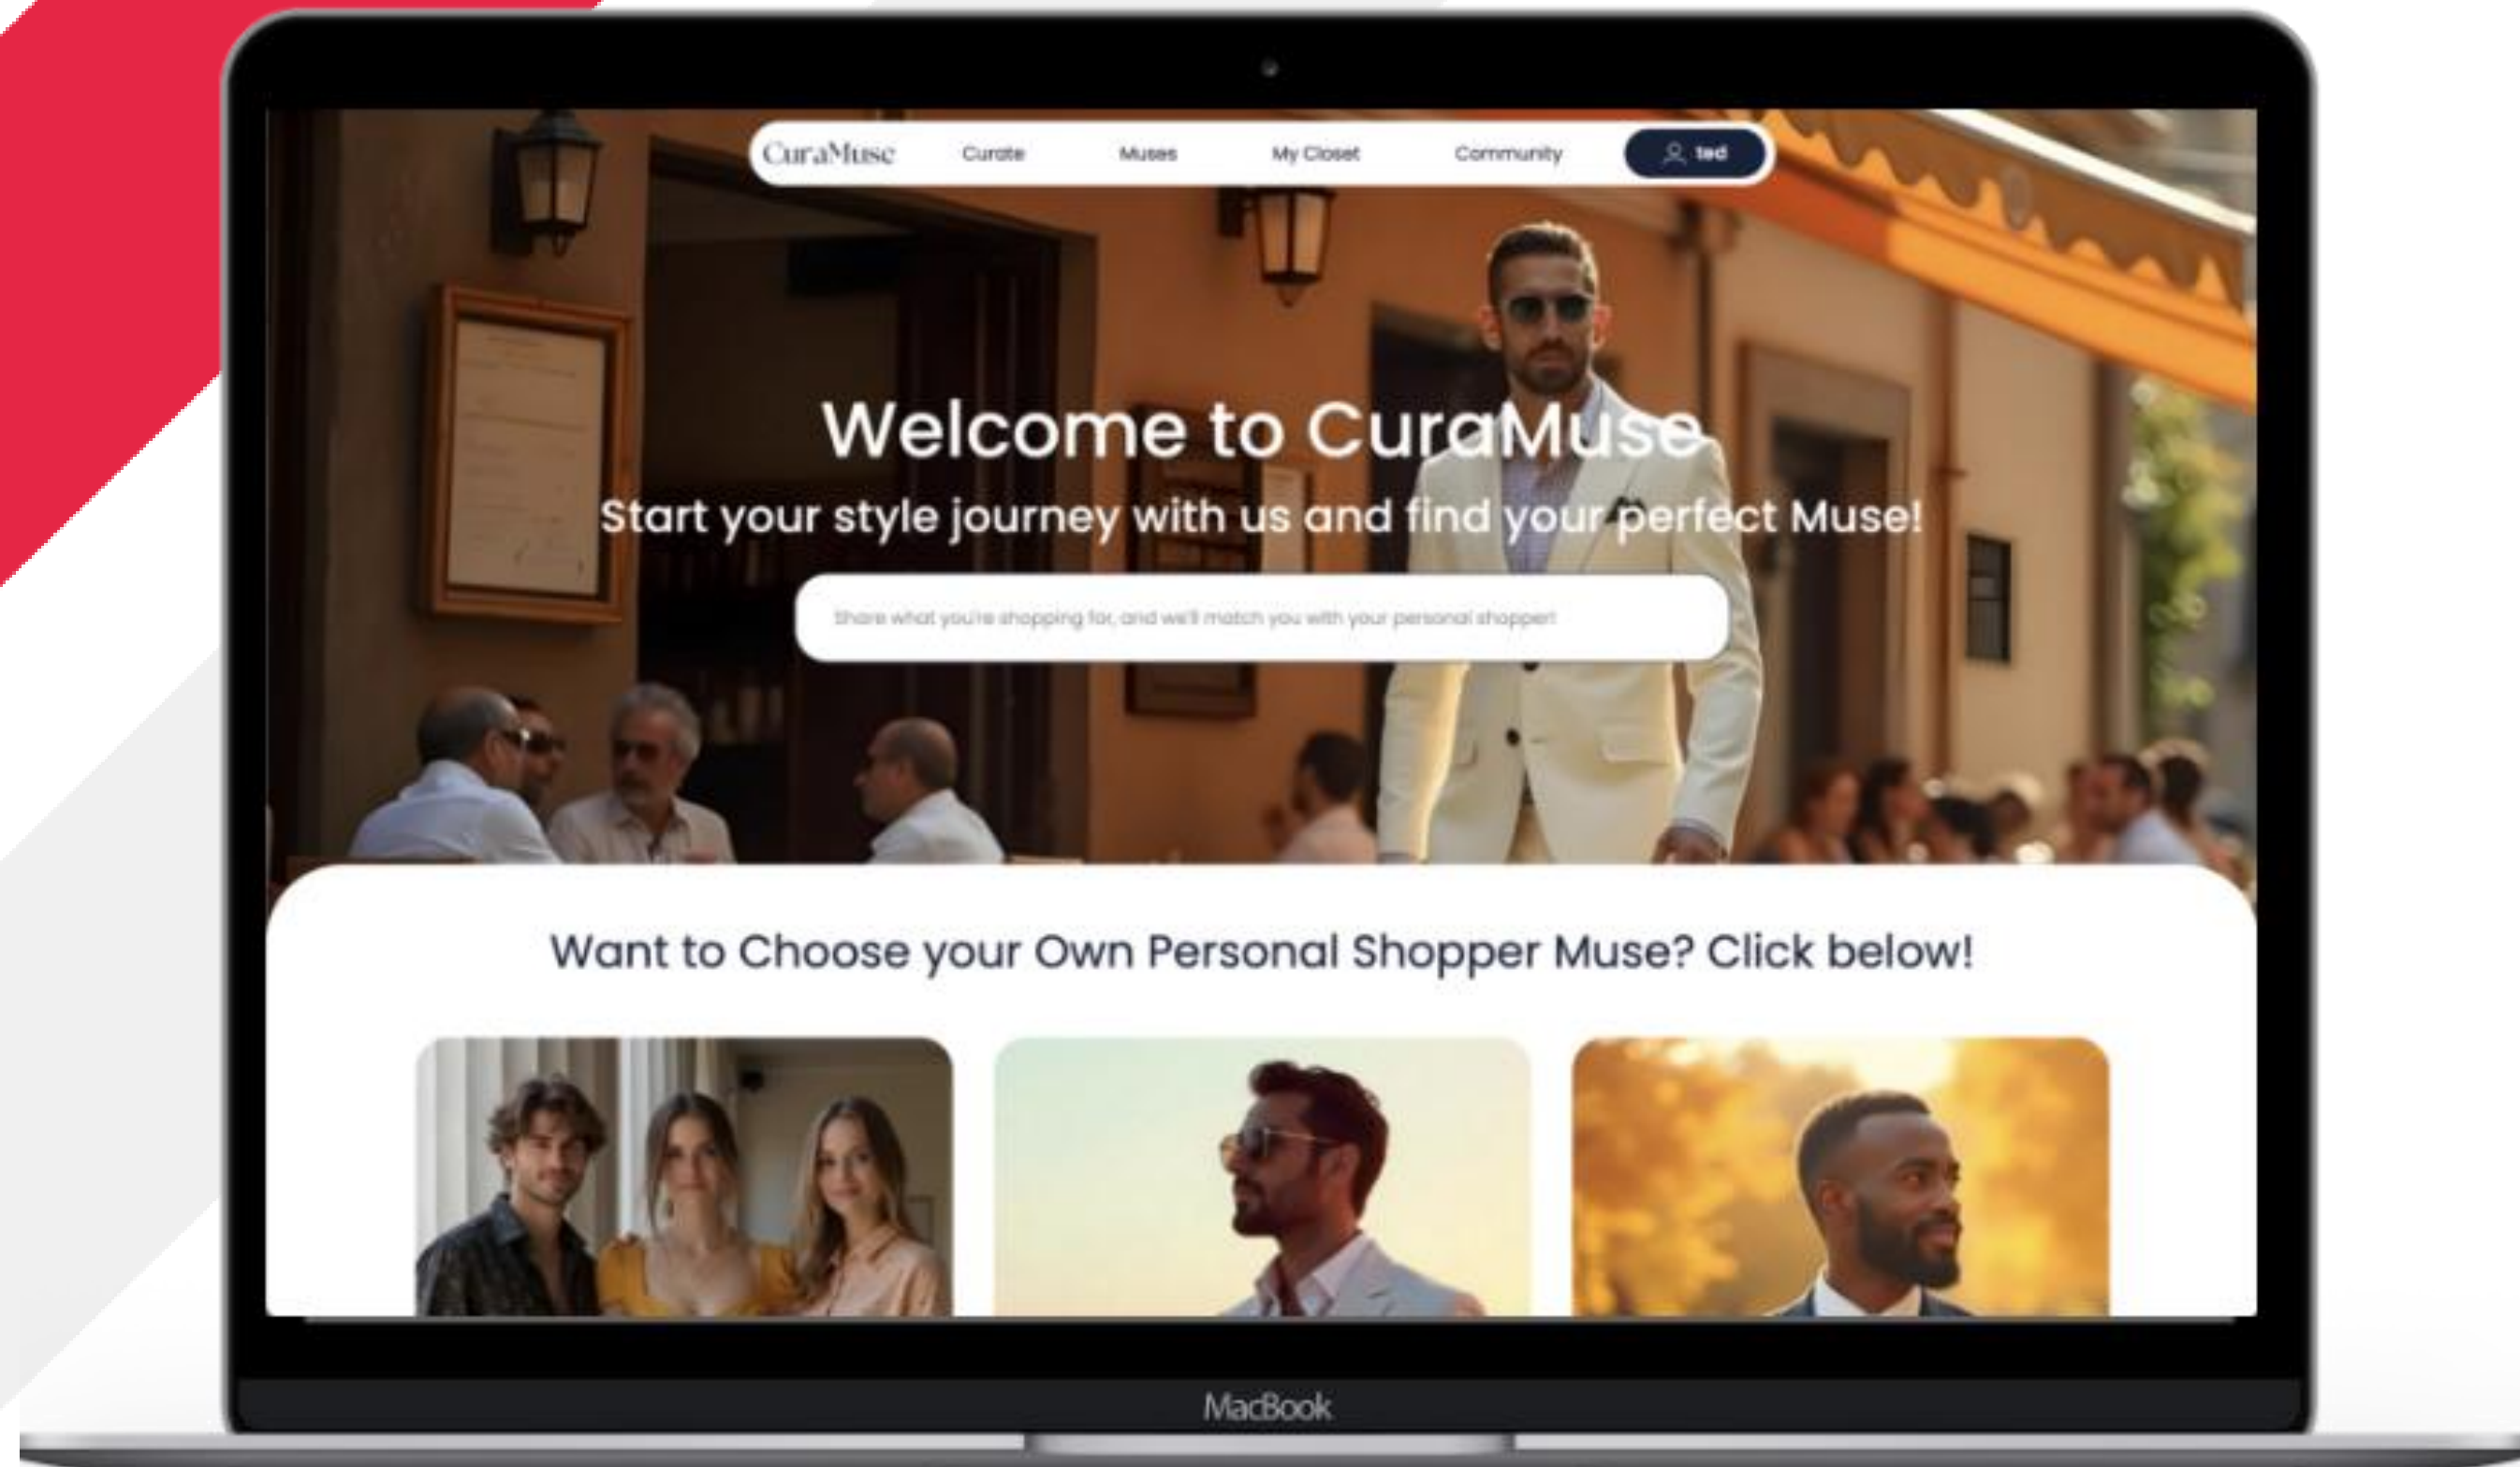 CuraMuse
Curate
Muses
My Closet
Community
ted
Welcome to CuraMuse
Start your style journey with us and find your perfect Muse!
Share what you're shopping for, and we'll match you with your personal shopper!
Want to Choose your Own Personal Shopper Muse? Click below!
MacBook